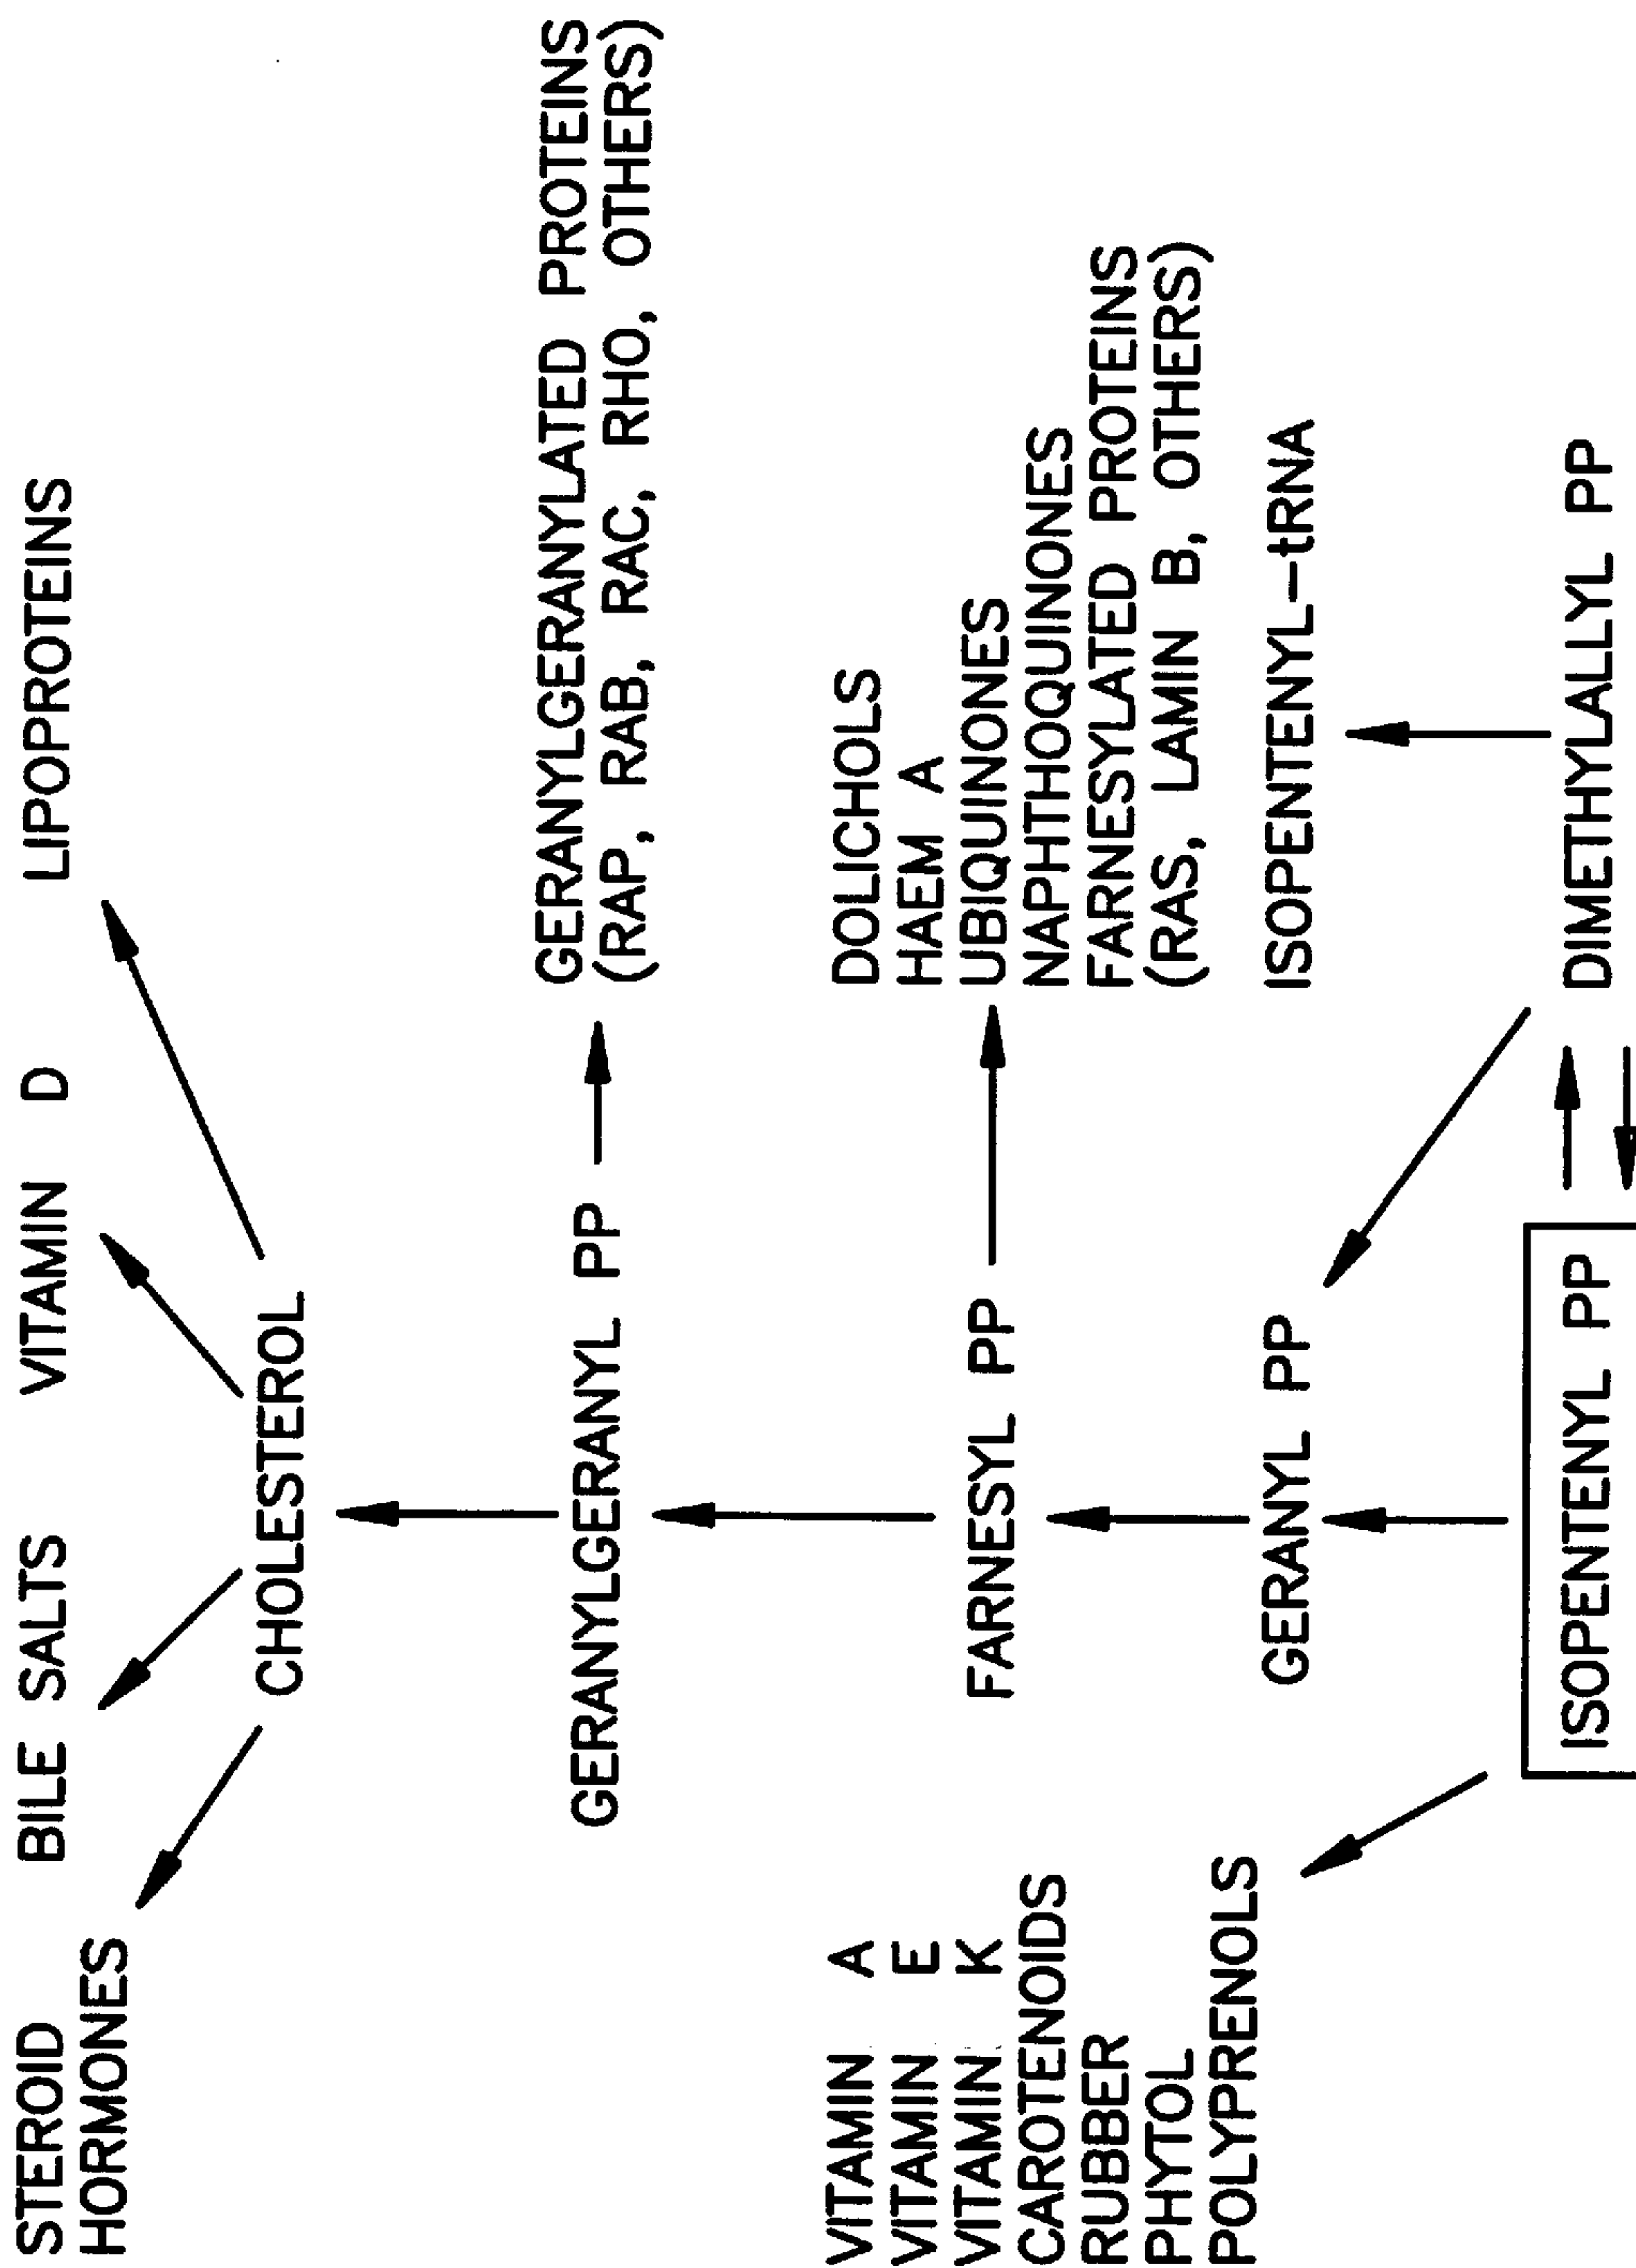 STEROID
HORMONES
BILE SALTS
VITAMIN D
LIPOPROTEINS
CHOLESTEROL
GERANYLGERANYL PP
GERANYLGERANYLATED PROTEINS
(RAP, RAB, RAC, RHO, OTHERS)
VITAMIN A
VITAMIN E
VITAMIN K
CAROTENOIDS
RUBBER
PHYTOL
POLYPRENOLS
FARNESYL PP
DOLICHOLS
HAEM A
UBIQUINONES
NAPHTHOQUINONES
FARNESYLATED PROTEINS
(RAS, LAMIN B, OTHERS)
GERANYL PP
ISOPENTENYL-tRNA
ISOPENTENYL PP
DIMETHYLALLYL PP